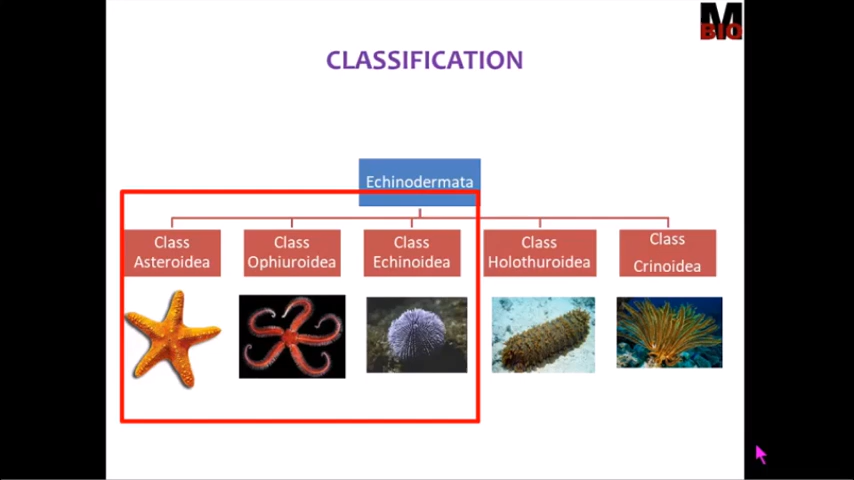 M
BIO
CLASSIFICATION
Echinodermata
Class
Asteroidea
Class
Ophiuroidea
Class
Echinoidea
Class
Holothuroidea
Class
Crinoidea